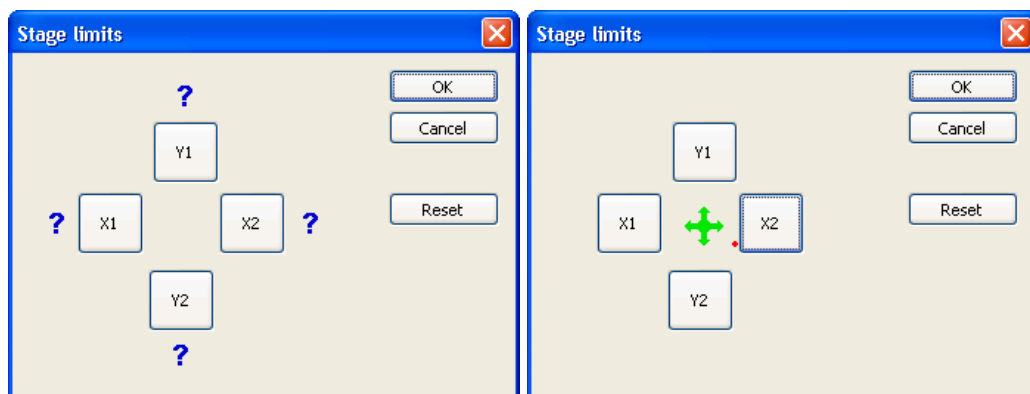 Stage limits
?
OK
Y1
Cancel
?
X1
X2
?
Reset
Y2
?
Stage limits
OK
Y1
Cancel
X1
X2
Reset
Y2